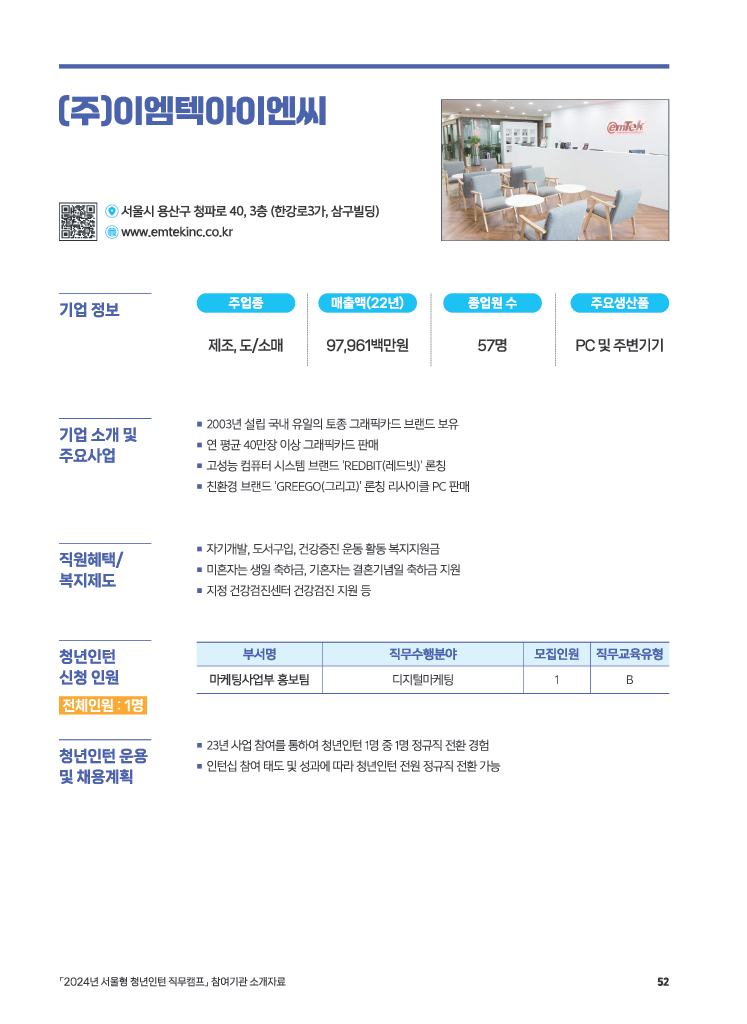 (주)이엠텍아이엔씨
emTek
서울시 용산구 청파로 40, 3층 (한강로3가, 삼구빌딩)
www.emtekinc.co.kr
기업 정보
주업종 매출액(22년) 종업원 수 주요생산품
제조, 도/소매 97,961백만원 57명 PC 및 주변기기
기업 소개 및
주요사업
■ 2003년 설립 국내 유일의 토종 그래픽카드 브랜드 보유
■ 연 평균 40만장 이상 그래픽카드 판매
■ 고성능 컴퓨터 시스템 브랜드 'REDBIT(레드빗)' 론칭
■ 친환경 브랜드 'GREEGO(그리고)' 론칭 리사이클 PC 판매
직원혜택/
복지제도
■ 자기개발, 도서구입, 건강증진 운동 활동 복지지원금
■ 미혼자는 생일 축하금, 기혼자는 결혼기념일 축하금 지원
■ 지정 건강검진센터 건강검진 지원 등
청년인턴
신청 인원
전체인원 : 1명
부서명 직무수행분야 모집인원 직무교육유형
마케팅사업부 홍보팀 디지털마케팅 1 B
청년인턴 운용
및 채용계획
■ 23년 사업 참여를 통하여 청년인턴 1명 중 1명 정규직 전환 경험
■ 인턴십 참여 태도 및 성과에 따라 청년인턴 전원 정규직 전환 가능
「2024년 서울형 청년인턴 직무캠프」 참여기관 소개자료
52